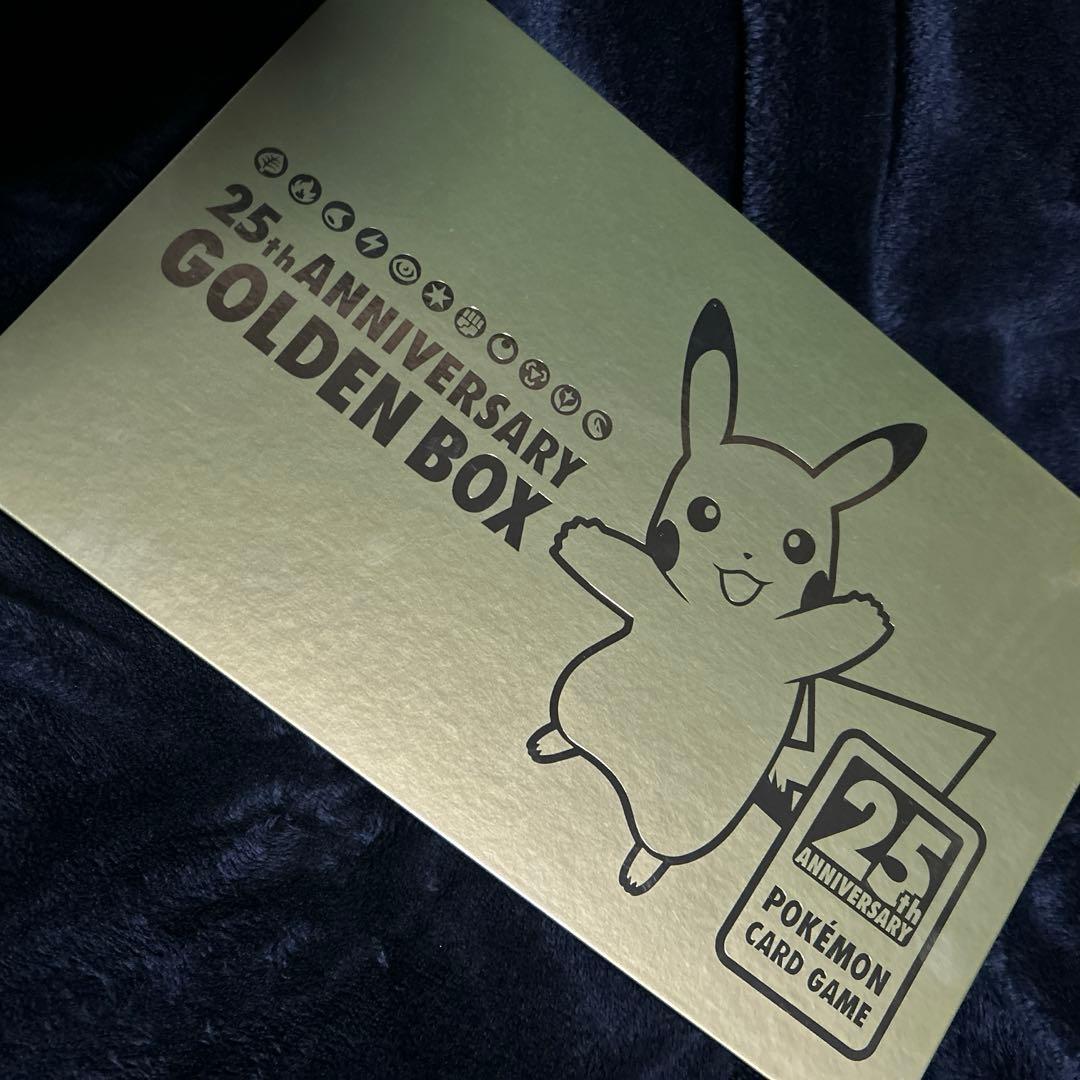 25th ANNIVERSARY
GOLDEN BOX
25th
ANNIVERSARY
POKÉMON
CARD GAME